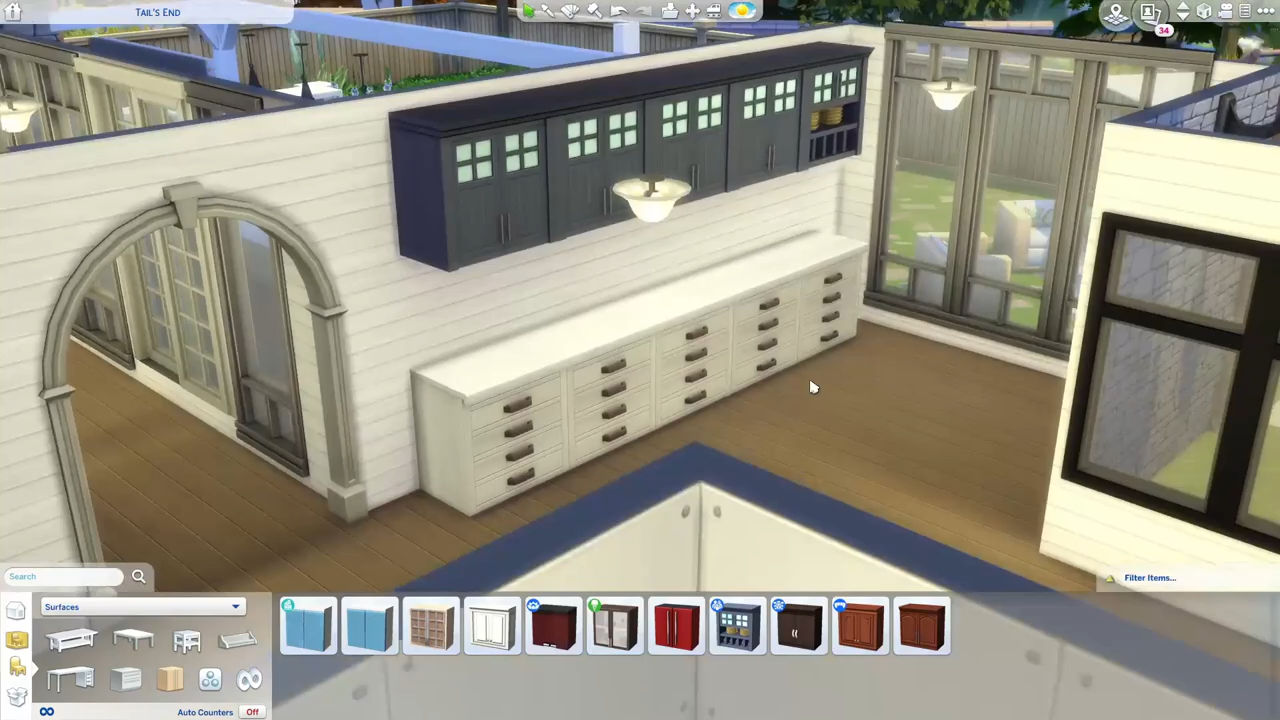 TAIL'S END
34
Search
Filter Items...
Surfaces
Auto Counters
Off